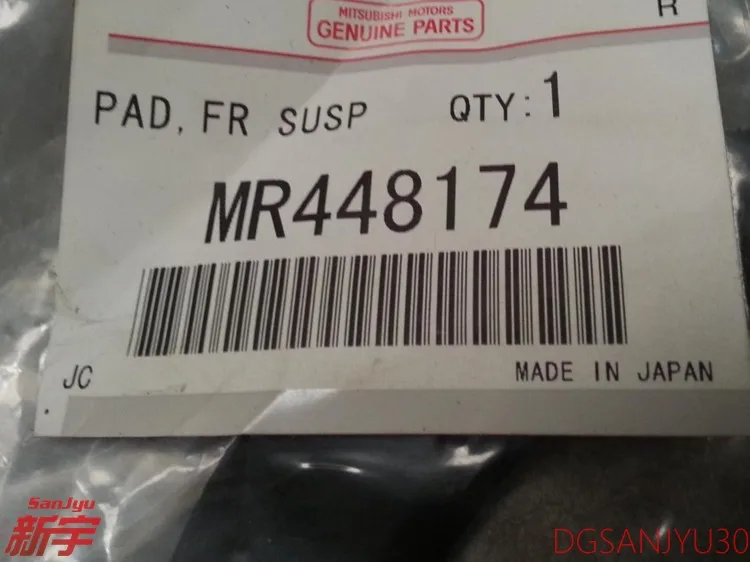 R
MITSUBISHI MOTORS
GENUINE PARTS
PAD, FR SUSP QTY: 1
MR448174
JC MADE IN JAPAN
SanJyu
新宇
DGSANJYU30